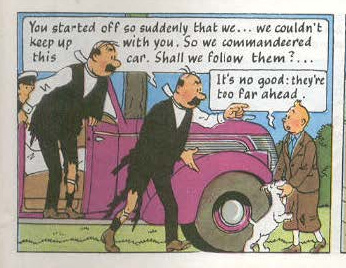 You started off so suddenly that we... we couldn't
keep up with you. So we commandeered
this car. Shall we follow them?...
It's no good: they're
too far ahead.